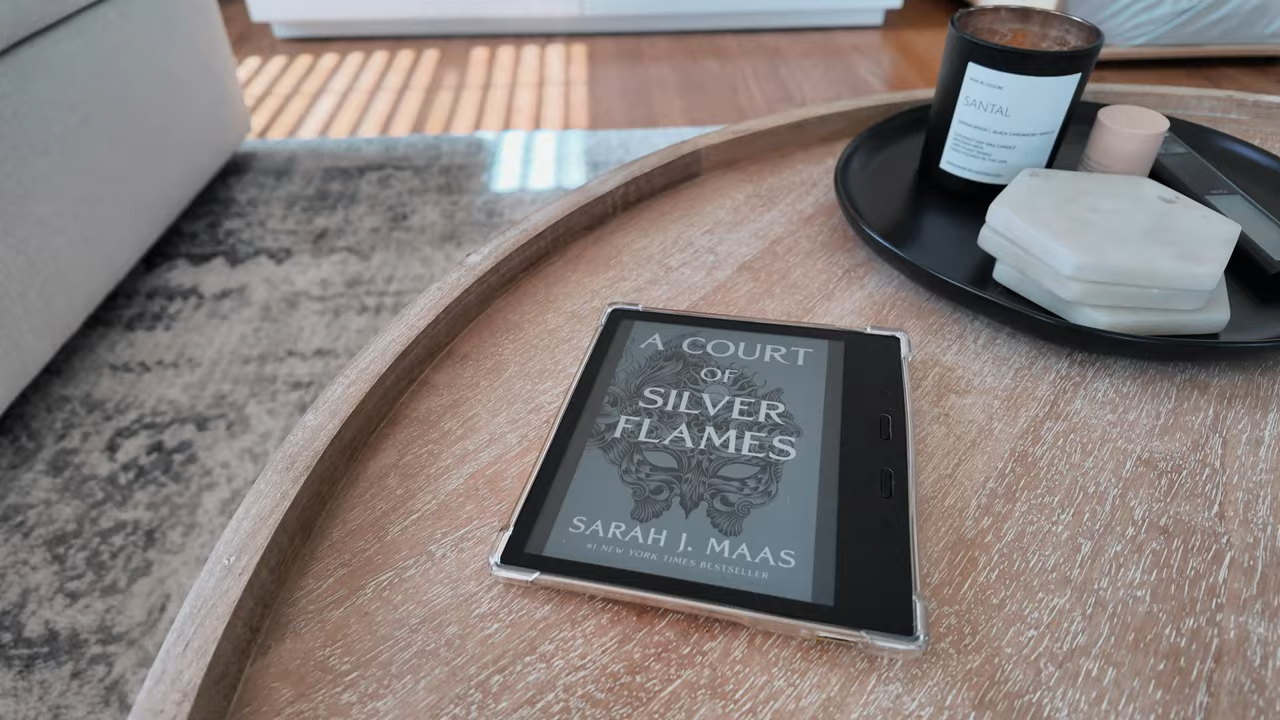 A COURT
OF
SILVER
FLAMES
SARAH J. MAAS
#1 NEW YORK TIMES BESTSELLER
SANTAL